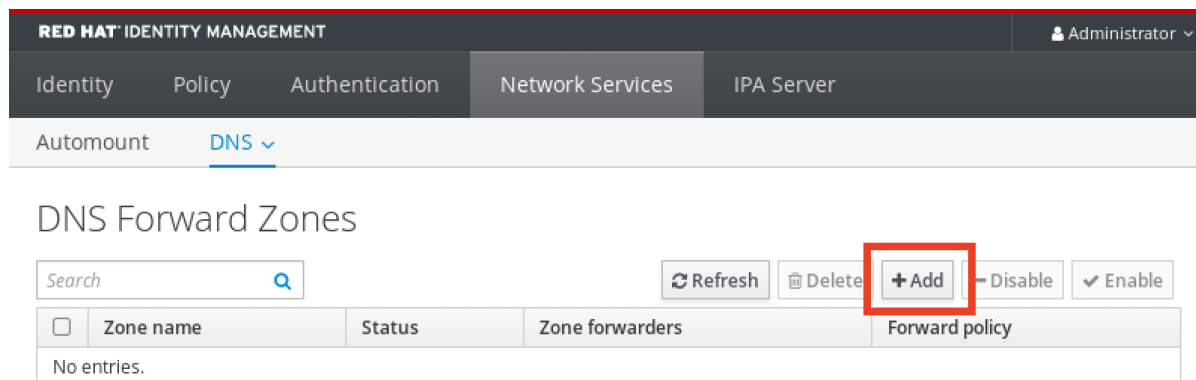 RED HAT® IDENTITY MANAGEMENT Administrator
Identity Policy Authentication Network Services IPA Server
Automount DNS
DNS Forward Zones
Search Refresh Delete +Add Disable Enable
Zone name Status Zone forwarders Forward policy
No entries.